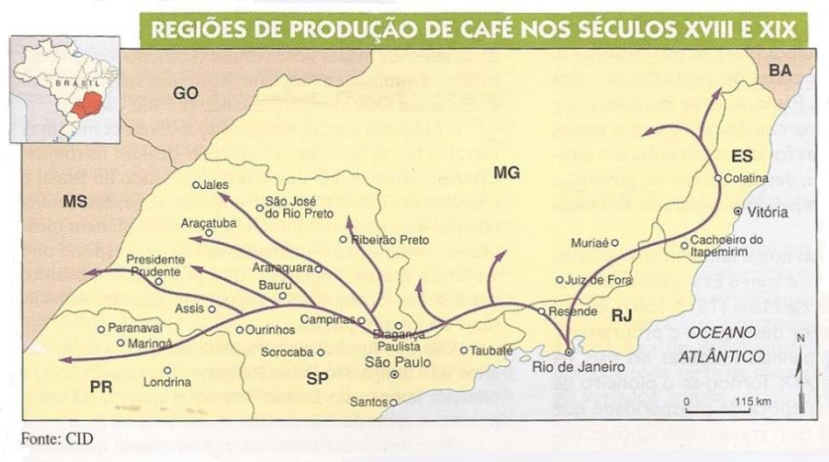 REGIÕES DE PRODUÇÃO DE CAFÉ NOS SÉCULOS XVIII E XIX
BRASIL
GO
BA
MS
MG
ES
Jales
São José
do Rio Preto
Colatina
Vitória
Araçatuba
Ribeirão Preto
Muriaé
Cachoeiro do
Itapemirim
Presidente
Prudente
Araraquara
Bauru
Juiz de Fora
Assis
Campinas
Resende
RJ
Paranavaí
Ourinhos
Bragança
Paulista
OCEANO
ATLÂNTICO
N
Maringá
Sorocaba
São Paulo
Taubaté
Rio de Janeiro
PR
Londrina
SP
Santos
0 115 km
Fonte: CID